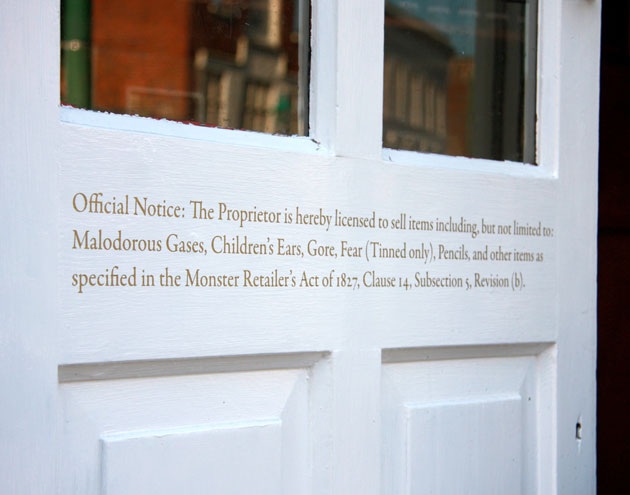 Official Notice: The Proprietor is hereby licensed to sell items including, but not limited to:
Malodorous Gases, Children's Ears, Gore, Fear (Tinned only), Pencils, and other items as
specified in the Monster Retailer's Act of 1827, Clause 14, Subsection 5, Revision (b).